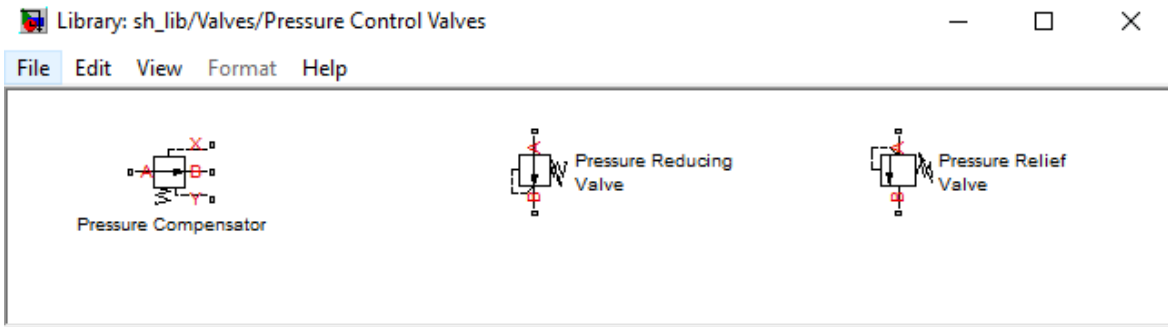 Library: sh_lib/Valves/Pressure Control Valves
File Edit View Format Help
X
A B
Y
Pressure Compensator
A
B
Pressure Reducing
Valve
A
B
Pressure Relief
Valve